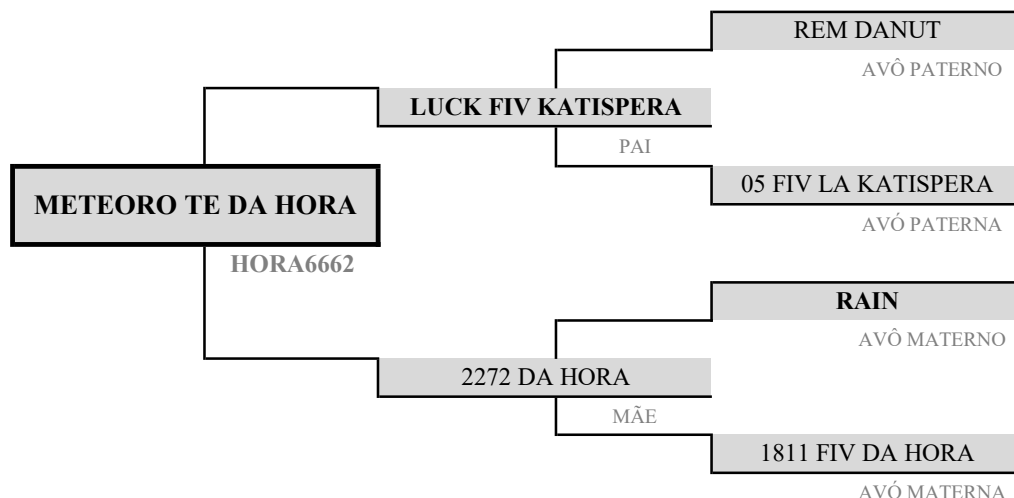 REM DANUT
AVÔ PATERNO
LUCK FIV KATISPERA
PAI
05 FIV LA KATISPERA
AVÓ PATERNA
METEORO TE DA HORA
HORA6662
RAIN
AVÔ MATERNO
2272 DA HORA
MÃE
1811 FIV DA HORA
AVÓ MATERNA